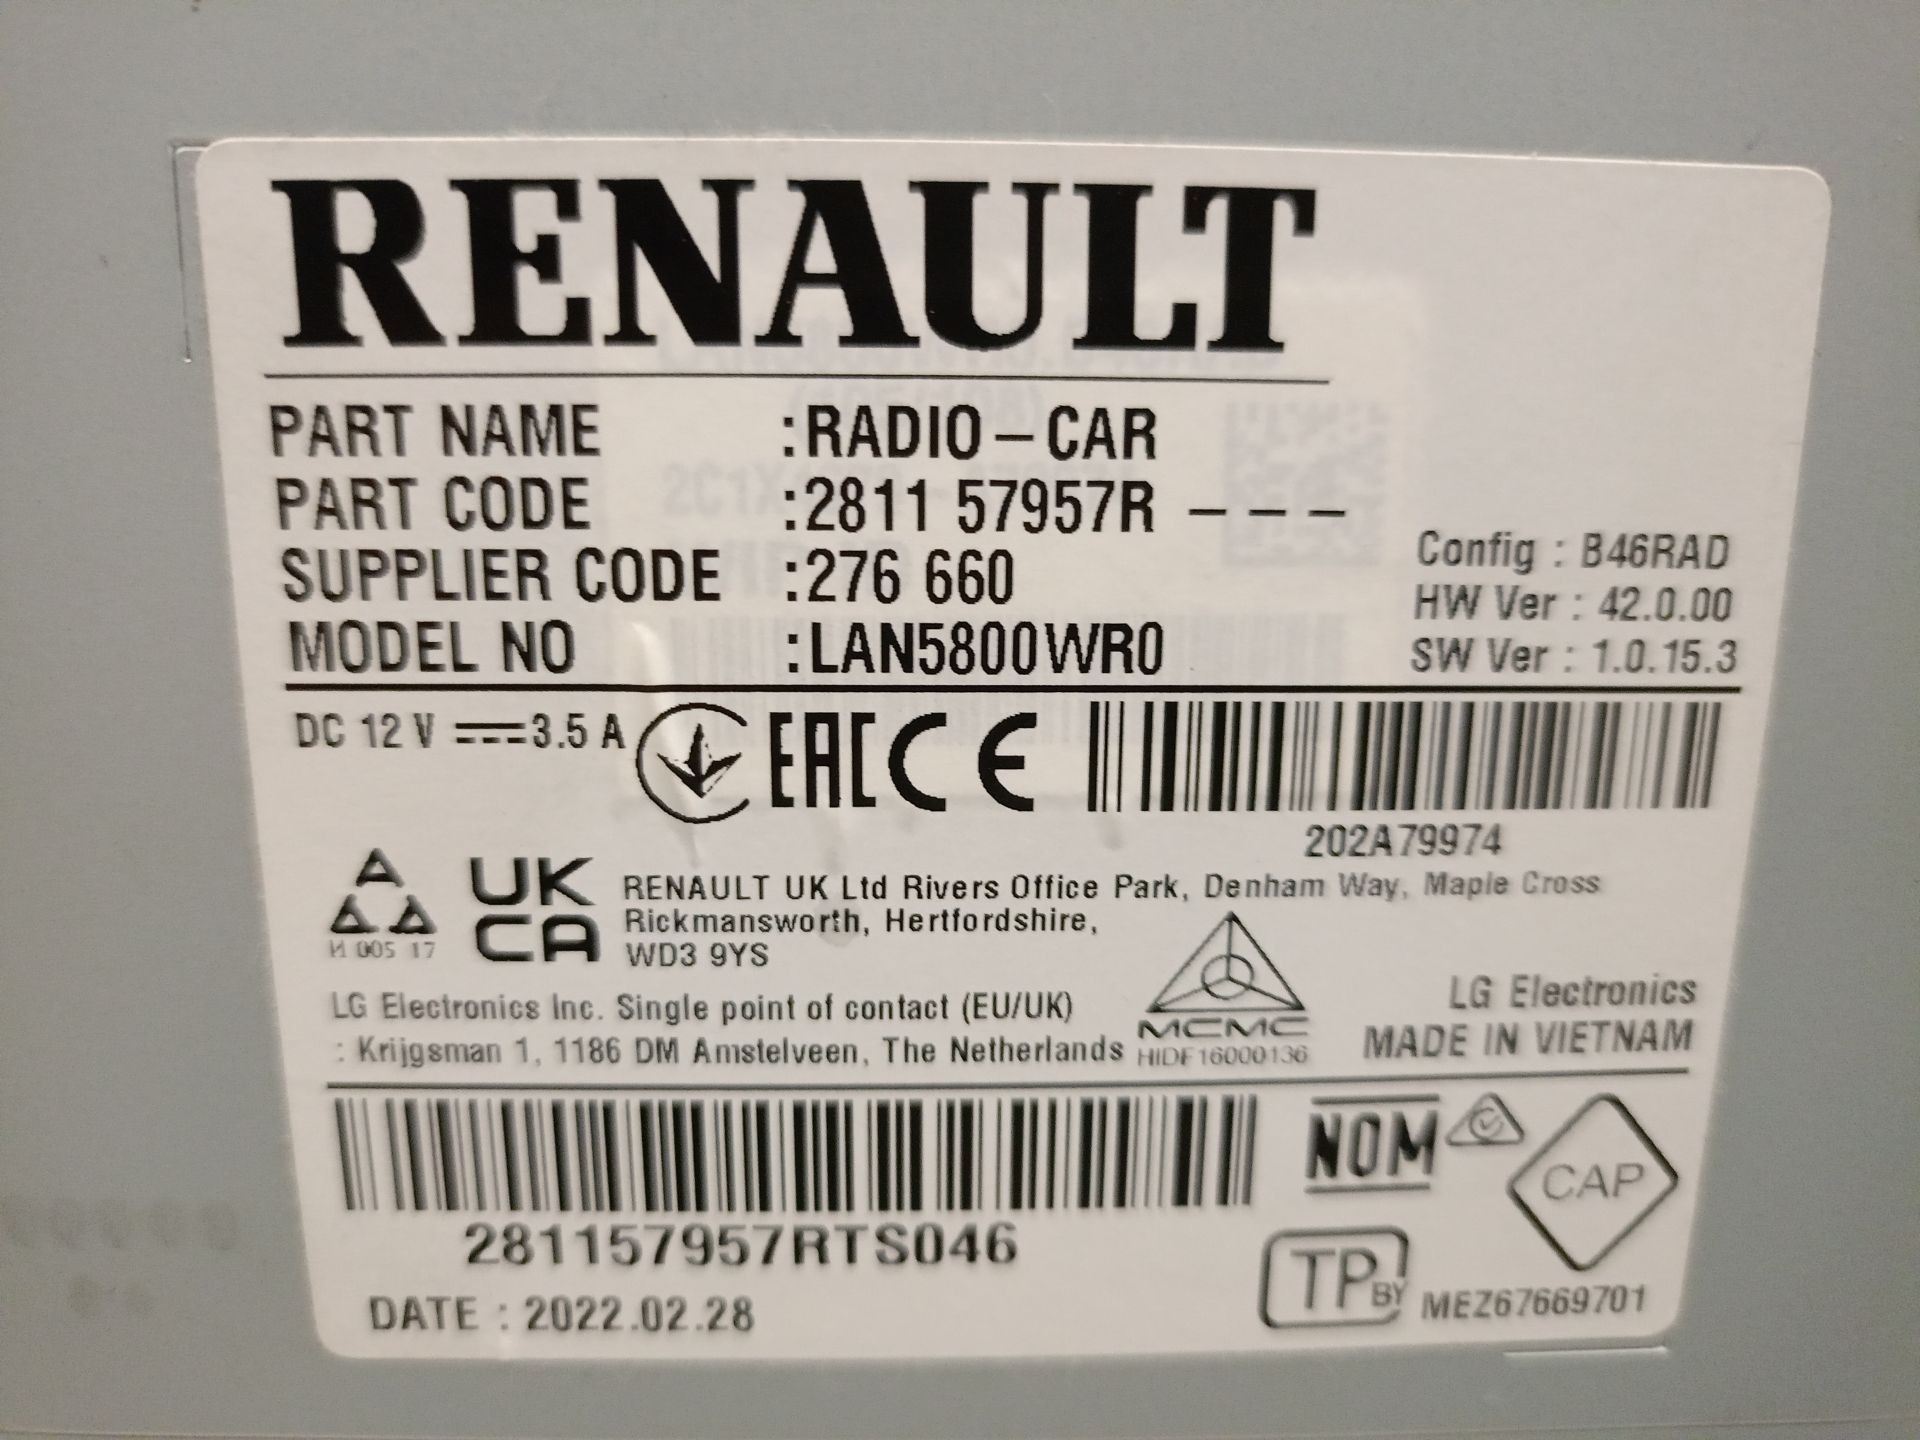 RENAULT
PART NAME :RADIO-CAR
PART CODE :2811 57957R ---
SUPPLIER CODE :276 660
MODEL NO :LAN5800WR0
Config : B46RAD
HW Ver : 42.0.00
SW Ver : 1.0.15.3
DC 12 V 3.5 A EAC CE
202A79974
UK
CA
RENAULT UK Ltd Rivers Office Park, Denham Way, Maple Cross
Rickmansworth, Hertfordshire,
WD3 9YS
И 005 17
LG Electronics Inc. Single point of contact (EU/UK)
: Krijgsman 1, 1186 DM Amstelveen, The Netherlands
MCMC
HIDF16000136
LG Electronics
MADE IN VIETNAM
281157957RTS046
DATE : 2022.02.28
NOM
CAP
TP BY
MEZ67669701